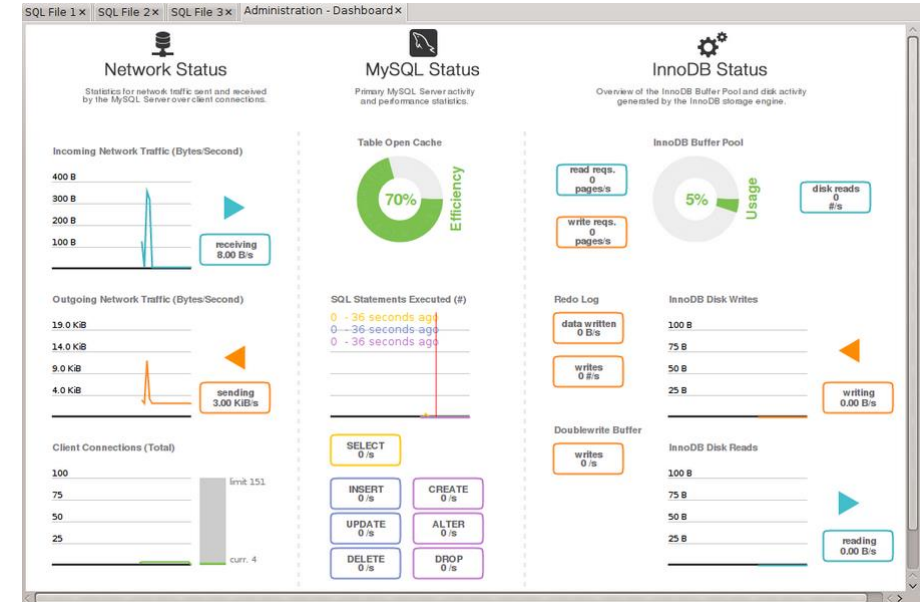 SQL File 1× SQL File 2× SQL File 3× Administration - Dashboard×
Network Status
Statistics for network traffic sent and received
by the MySQL Server over client connections.
Incoming Network Traffic (Bytes/Second)
400 B
300 B
200 B
100 B
receiving
8.00 B/s
Outgoing Network Traffic (Bytes/Second)
19.0 KiB
14.0 KiB
9.0 KiB
4.0 KiB
sending
3.00 KiB/s
Client Connections (Total)
100
75
50
25
limit 151
curr. 4
MySQL Status
Primary MySQL Server activity
and performance statistics.
Table Open Cache
70%
Efficiency
SQL Statements Executed (#)
0 - 36 seconds ago
0 - 36 seconds ago
0 - 36 seconds ago
SELECT
0 /s
INSERT
0 /s
CREATE
0 /s
UPDATE
0 /s
ALTER
0 /s
DELETE
0 /s
DROP
0 /s
InnoDB Status
Overview of the InnoDB Buffer Pool and disk activity
generated by the InnoDB storage engine.
InnoDB Buffer Pool
read reqs.
0
pages/s
write reqs.
0
pages/s
5%
Usage
disk reads
0
#/s
Redo Log
data written
0 B/s
writes
0 #/s
Doublewrite Buffer
writes
0 /s
InnoDB Disk Writes
100 B
75 B
50 B
25 B
writing
0.00 B/s
InnoDB Disk Reads
100 B
75 B
50 B
25 B
reading
0.00 B/s